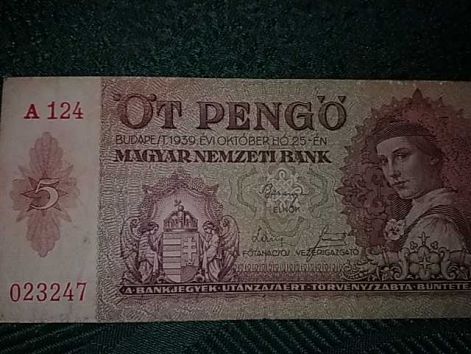 A 124
ÖT PENGŐ
BUDAPEST, 1939. ÉVI OKTÓBER HÓ 25-ÉN
MAGYAR NEMZETI BANK
5
ELNÖK
FŐTANÁCSOS VEZÉRIGAZGATÓ
023247
A BANKJEGYEK UTÁNZÁSÁÉRT TÖRVÉNYSZABTA BÜNTETÉ